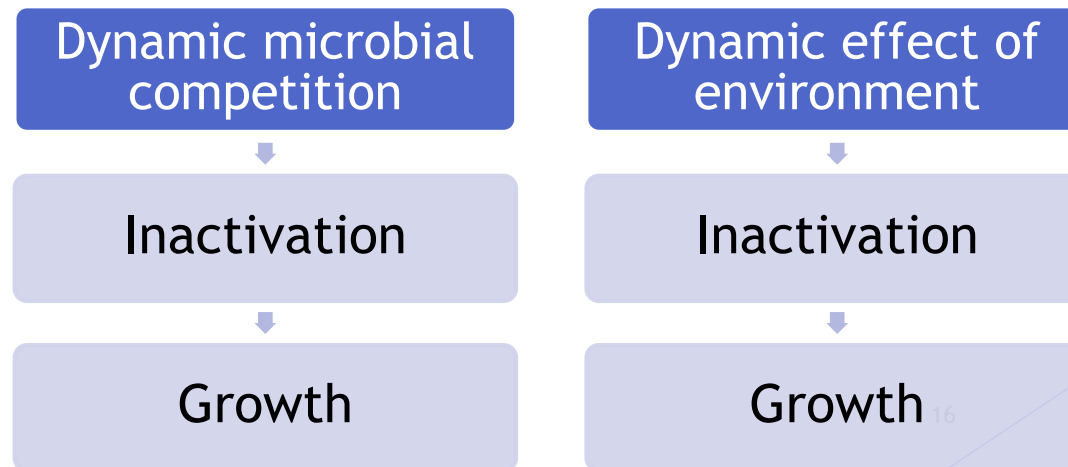 Dynamic microbial
competition
Inactivation
Growth
Dynamic effect of
environment
Inactivation
Growth
16